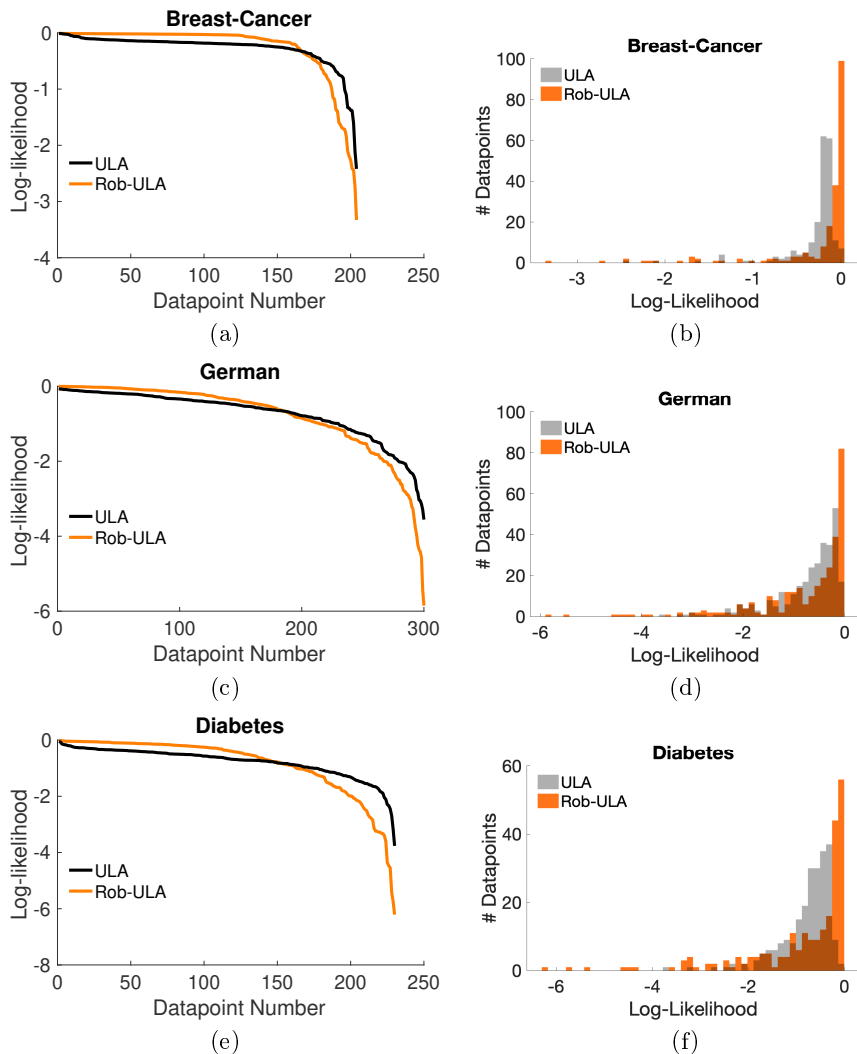 Breast-Cancer
0
-1
-2
-3
-4
Log-likelihood
ULA
Rob-ULA
0
50
100
150
200
250
Datapoint Number
(a)
Breast-Cancer
100
80
60
40
20
0
# Datapoints
ULA
Rob-ULA
-3
-2
-1
0
Log-Likelihood
(b)
German
0
-2
-4
-6
Log-likelihood
ULA
Rob-ULA
0
100
200
300
Datapoint Number
(c)
German
100
80
60
40
20
0
# Datapoints
ULA
Rob-ULA
-6
-4
-2
0
Log-Likelihood
(d)
Diabetes
0
-2
-4
-6
-8
Log-likelihood
ULA
Rob-ULA
0
50
100
150
200
250
Datapoint Number
(e)
Diabetes
60
40
20
0
# Datapoints
ULA
Rob-ULA
-6
-4
-2
0
Log-Likelihood
(f)